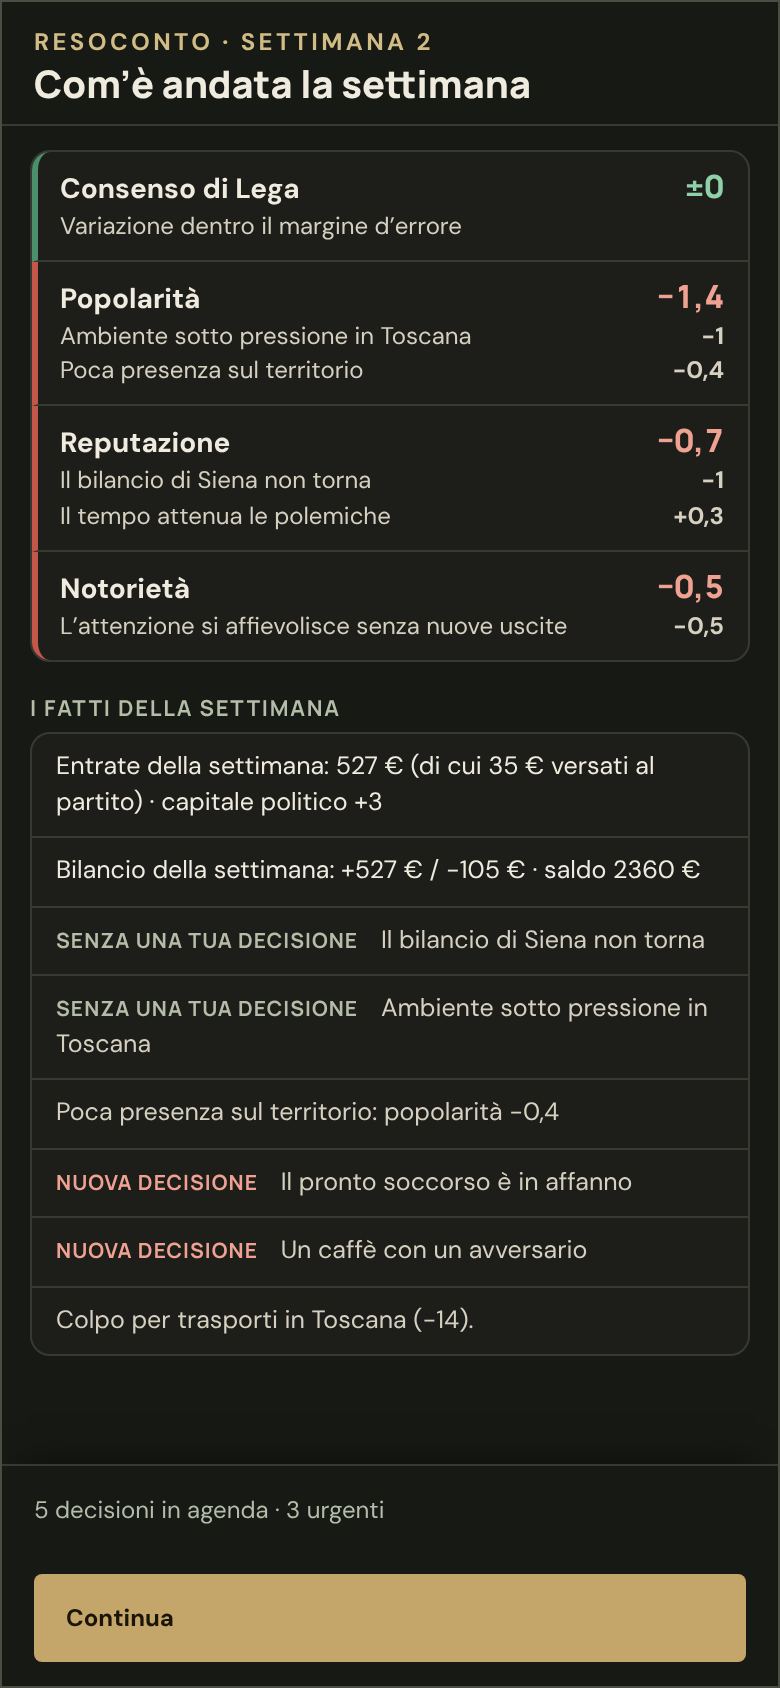 RESOCONTO · SETTIMANA 2
Com’è andata la settimana
Consenso di Lega ±0
Variazione dentro il margine d’errore
Popolarità −1,4
Ambiente sotto pressione in Toscana −1
Poca presenza sul territorio −0,4
Reputazione −0,7
Il bilancio di Siena non torna −1
Il tempo attenua le polemiche +0,3
Notorietà −0,5
L’attenzione si affievolisce senza nuove uscite −0,5
I FATTI DELLA SETTIMANA
Entrate della settimana: 527 € (di cui 35 € versati al
partito) · capitale politico +3
Bilancio della settimana: +527 € / -105 € · saldo 2360 €
SENZA UNA TUA DECISIONE Il bilancio di Siena non torna
SENZA UNA TUA DECISIONE Ambiente sotto pressione in
Toscana
Poca presenza sul territorio: popolarità −0,4
NUOVA DECISIONE Il pronto soccorso è in affanno
NUOVA DECISIONE Un caffè con un avversario
Colpo per trasporti in Toscana (−14).
5 decisioni in agenda · 3 urgenti
Continua